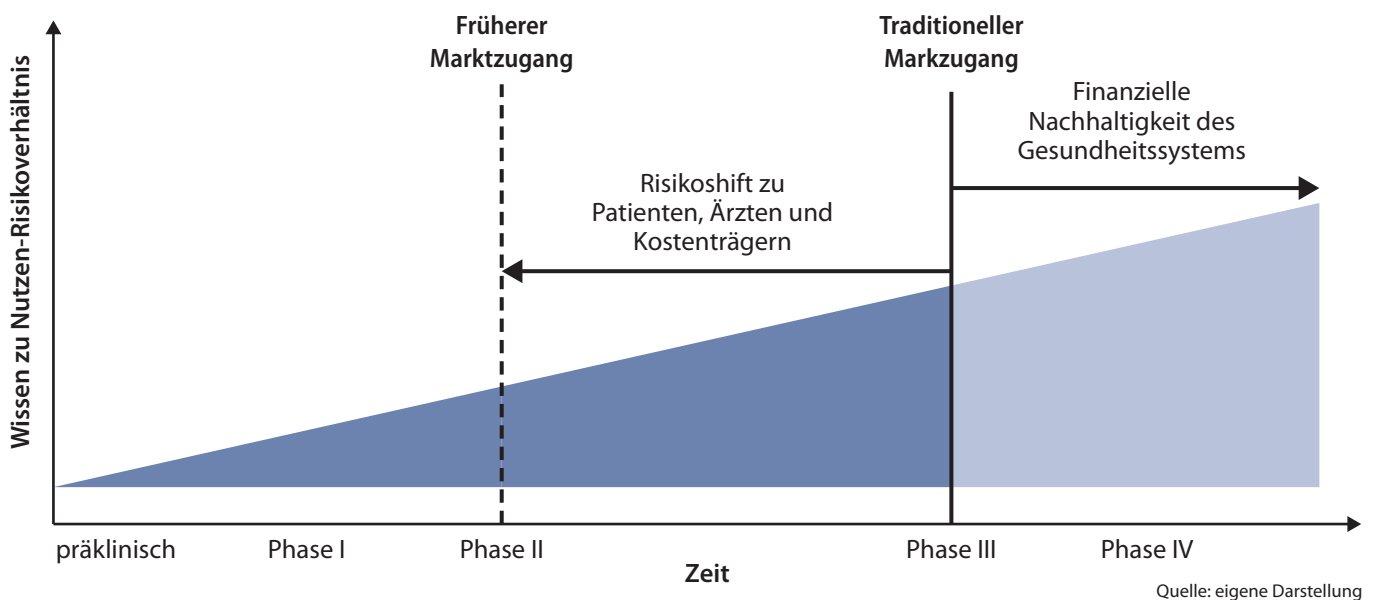 Früherer
Marktzugang
Traditioneller
Markzugang
Finanzielle
Nachhaltigkeit des
Gesundheitssystems
Risikoshift zu
Patienten, Ärzten und
Kostenträgern
Wissen zu Nutzen-Risikoverhältnis
präklinisch
Phase I
Phase II
Phase III
Phase IV
Zeit
Quelle: eigene Darstellung